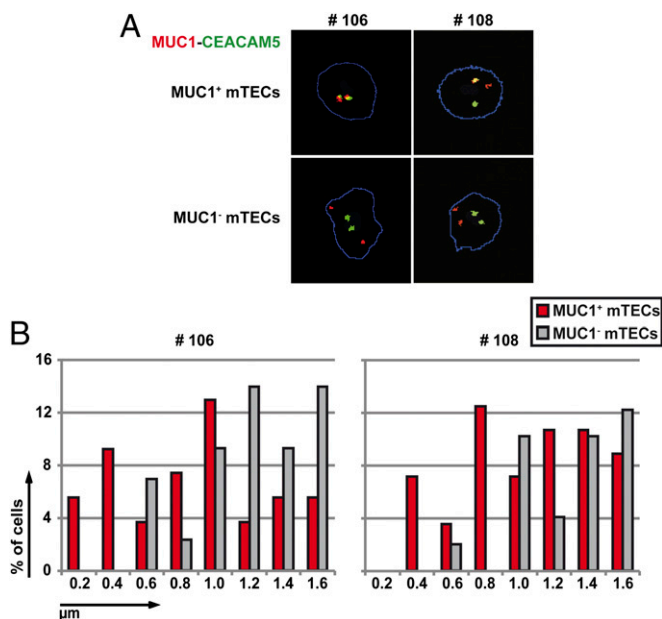 A
# 106 # 108
MUC1-CEACAM5
MUC1⁺ mTECs
MUC1⁻ mTECs
MUC1⁺ mTECs
MUC1⁻ mTECs
B
# 106 # 108
16
12
8
4
0
% of cells
0.2 0.4 0.6 0.8 1.0 1.2 1.4 1.6 0.2 0.4 0.6 0.8 1.0 1.2 1.4 1.6
μm